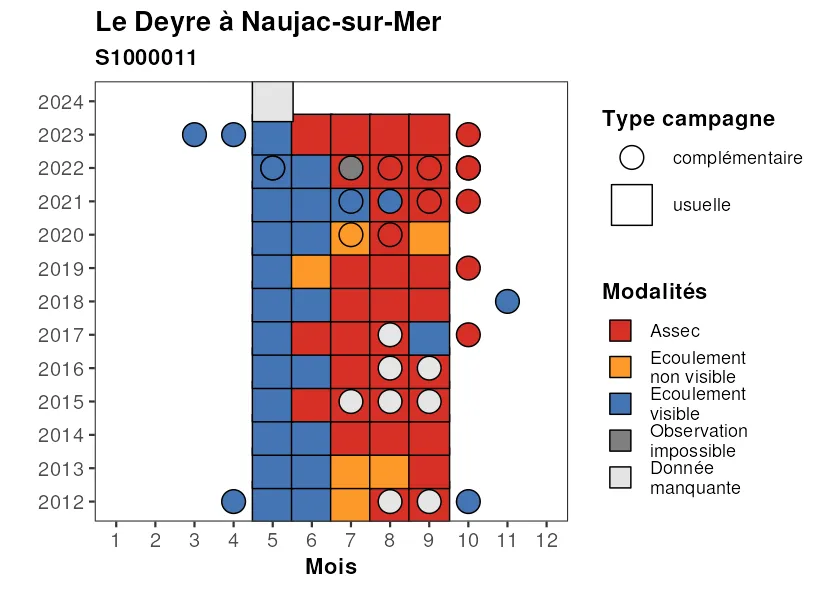 Le Deyre à Naujac-sur-Mer
S1000011
2024
2023
2022
2021
2020
2019
2018
2017
2016
2015
2014
2013
2012
1 2 3 4 5 6 7 8 9 10 11 12
Mois
Type campagne
complémentaire
usuelle
Modalités
Assec
Ecoulement
non visible
Ecoulement
visible
Observation
impossible
Donnée
manquante